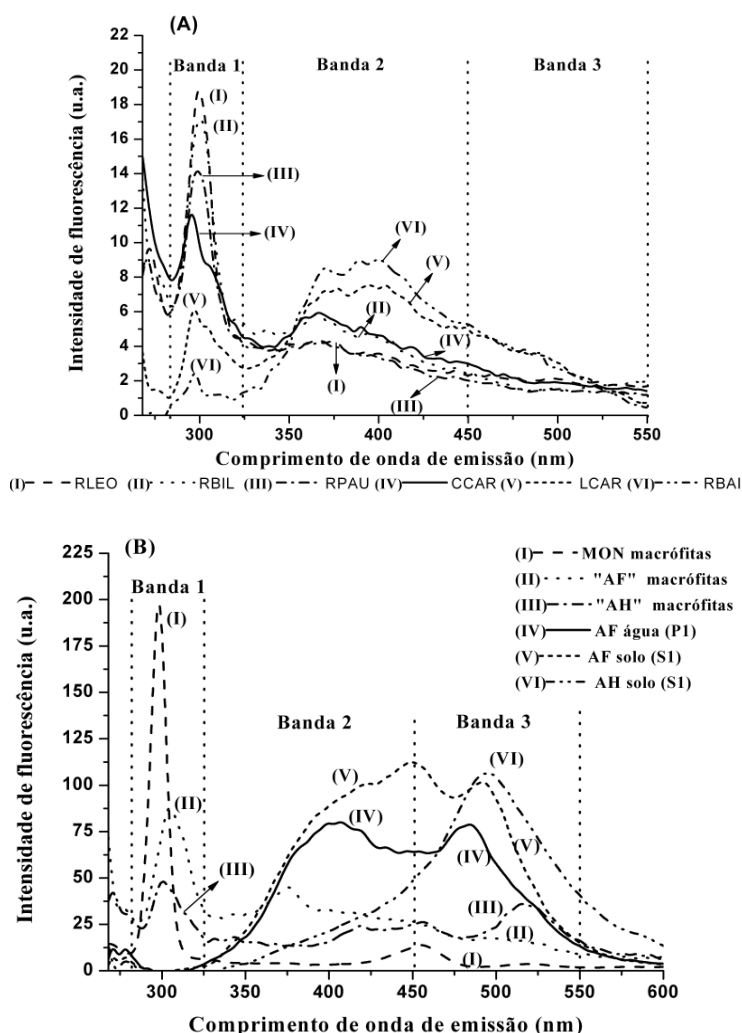 (A)
Banda 1 Banda 2 Banda 3
Intensidade de fluorescência (u.a.)
22
20
18
16
14
12
10
8
6
4
2
0
(I)
(II)
(III)
(IV)
(V)
(VI)
(VI)
(V)
(II)
(IV)
(I)
(III)
300 350 400 450 500 550
Comprimento de onda de emissão (nm)
(I) RLEO (II) RBIL (III) RPAU (IV) CCAR (V) LCAR (VI) RBAI
(B)
Banda 1
Banda 2 Banda 3
Intensidade de fluorescência (u.a.)
225
200
175
150
125
100
75
50
25
0
(I) MON macrófitas
(II) "AF" macrófitas
(III) "AH" macrófitas
(IV) AF água (P1)
(V) AF solo (S1)
(VI) AH solo (S1)
(I)
(II)
(III)
(V)
(IV)
(VI)
(IV)
(V)
(III)
(II)
(I)
300 350 400 450 500 550 600
Comprimento de onda de emissão (nm)